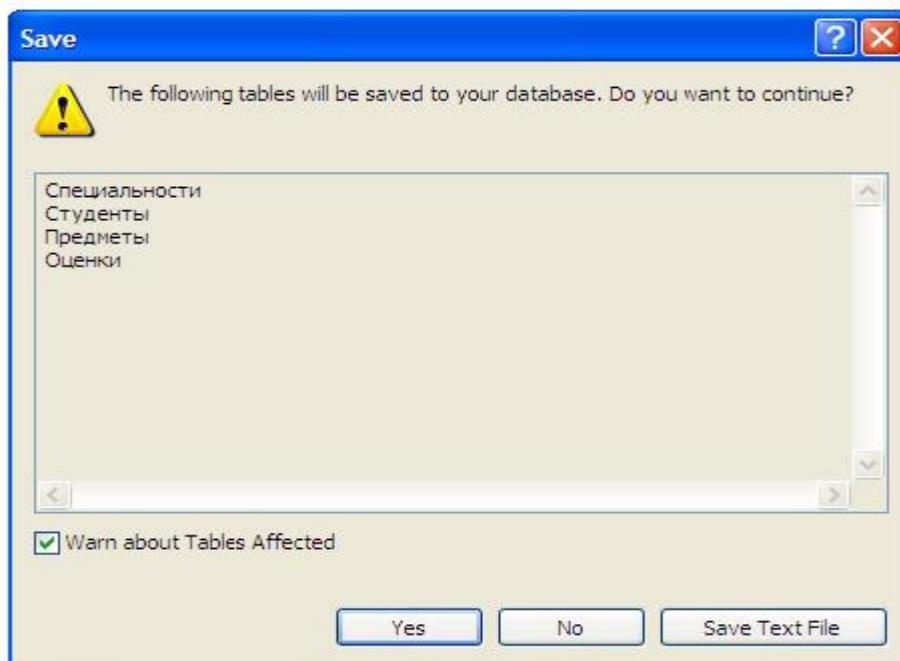 Save
The following tables will be saved to your database. Do you want to continue?
Специальности
Студенты
Предметы
Оценки
Warn about Tables Affected
Yes
No
Save Text File